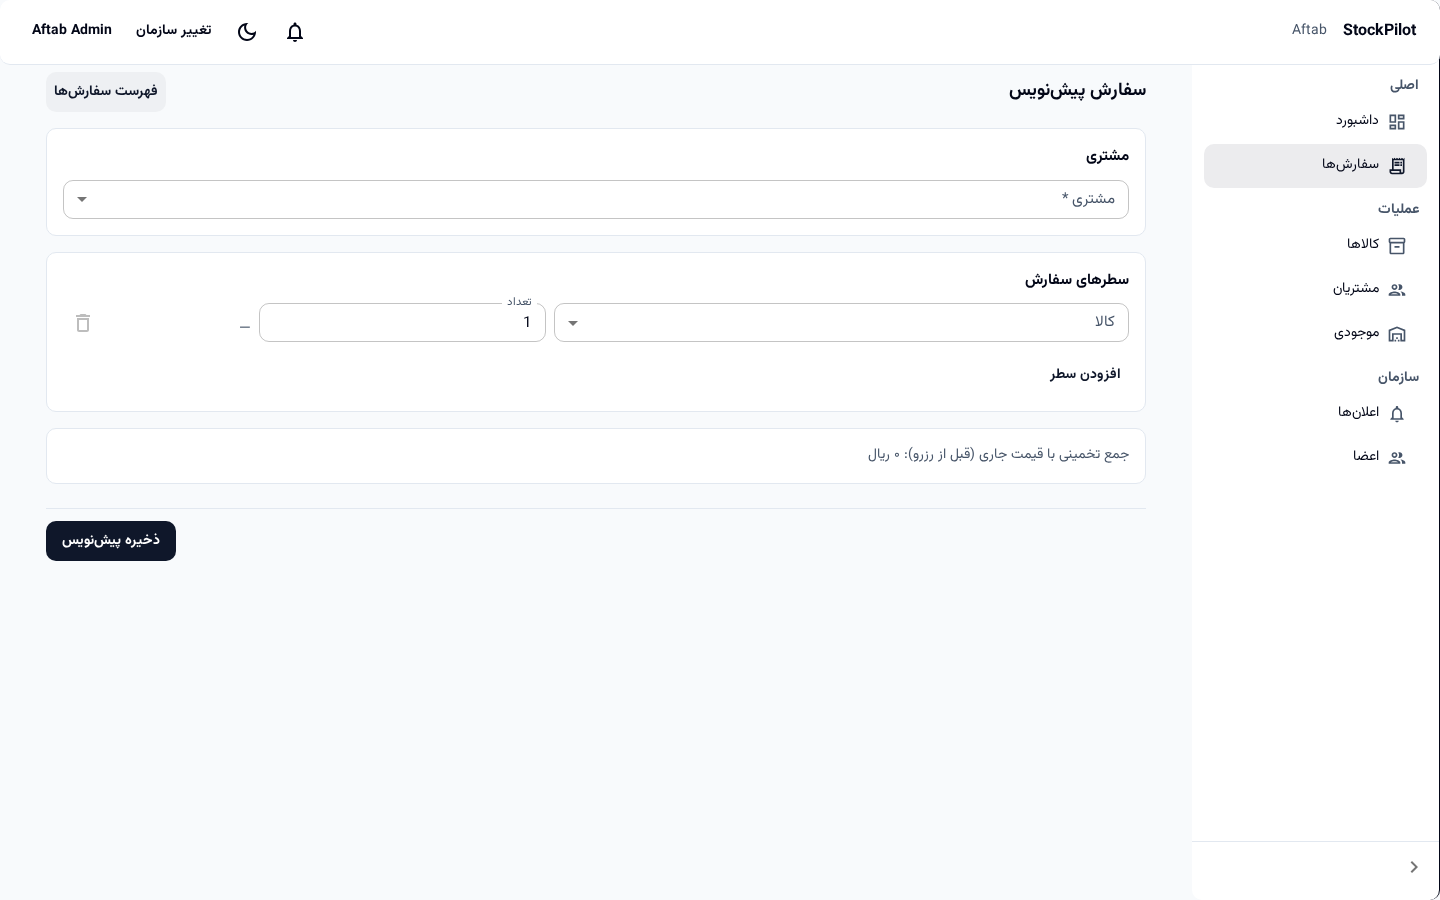 StockPilot Aftab
تغییر سازمان Aftab Admin
اصلی
داشبورد
سفارش‌ها
عملیات
کالاها
مشتریان
موجودی
سازمان
اعلان‌ها
اعضا
سفارش پیش‌نویس
فهرست سفارش‌ها
مشتری
مشتری *
سطرهای سفارش
کالا
تعداد
1
_
افزودن سطر
جمع تخمینی با قیمت جاری (قبل از رزرو): ۰ ریال
ذخیره پیش‌نویس